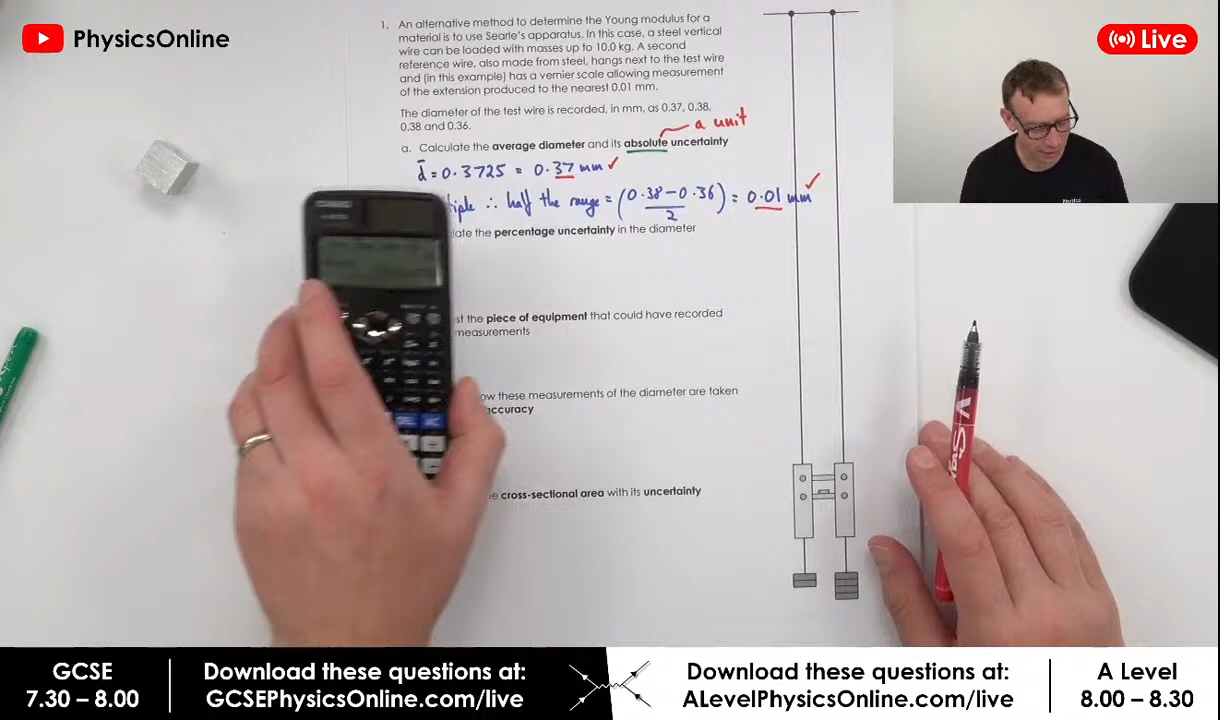 PhysicsOnline
Live
1. An alternative method to determine the Young modulus for a
material is to use Searle's apparatus. In this case, a steel vertical
wire can be loaded with masses up to 10.0 kg. A second
reference wire, also made from steel, hangs next to the test wire
and (in this example) has a vernier scale allowing measurement
of the extension produced to the nearest 0.01 mm.
The diameter of the test wire is recorded, in mm, as 0.37, 0.38,
0.38 and 0.36.
a unit
a. Calculate the average diameter and its absolute uncertainty
d̄ = 0.3725 = 0.37 mm ✓
∴ half the range = (0.38 - 0.36 / 2) = 0.01 mm ✓
the percentage uncertainty in the diameter
the piece of equipment that could have recorded
measurements
these measurements of the diameter are taken
accuracy
cross-sectional area with its uncertainty
GCSE
7.30 – 8.00
Download these questions at:
GCSEPhysicsOnline.com/live
Download these questions at:
ALevelPhysicsOnline.com/live
A Level
8.00 – 8.30